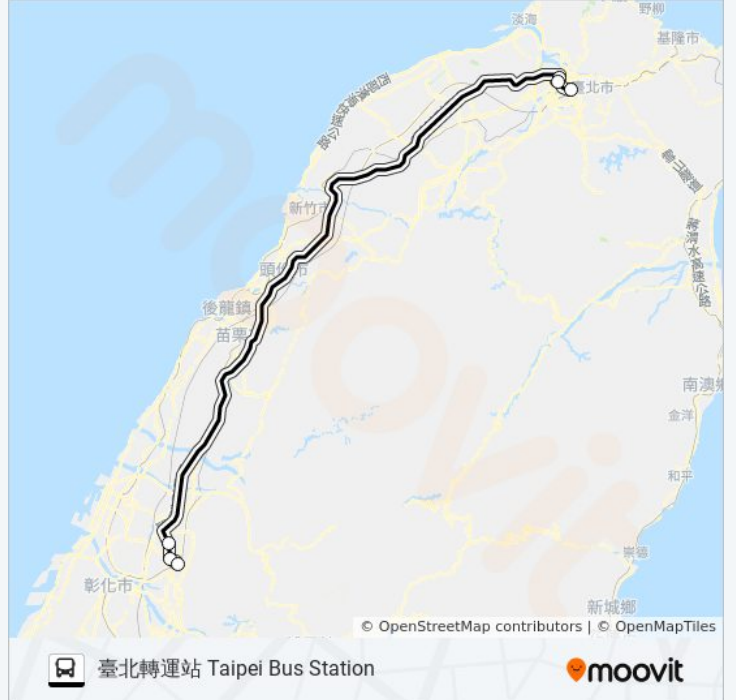 淡海
野柳
基隆市
臺北市
新竹市
頭份市
後龍鎮
苗栗
南澳鄉
金洋
和平
崇德
彰化市
新城鄉
© OpenStreetMap contributors | © OpenMapTiles
臺北轉運站 Taipei Bus Station
moovit